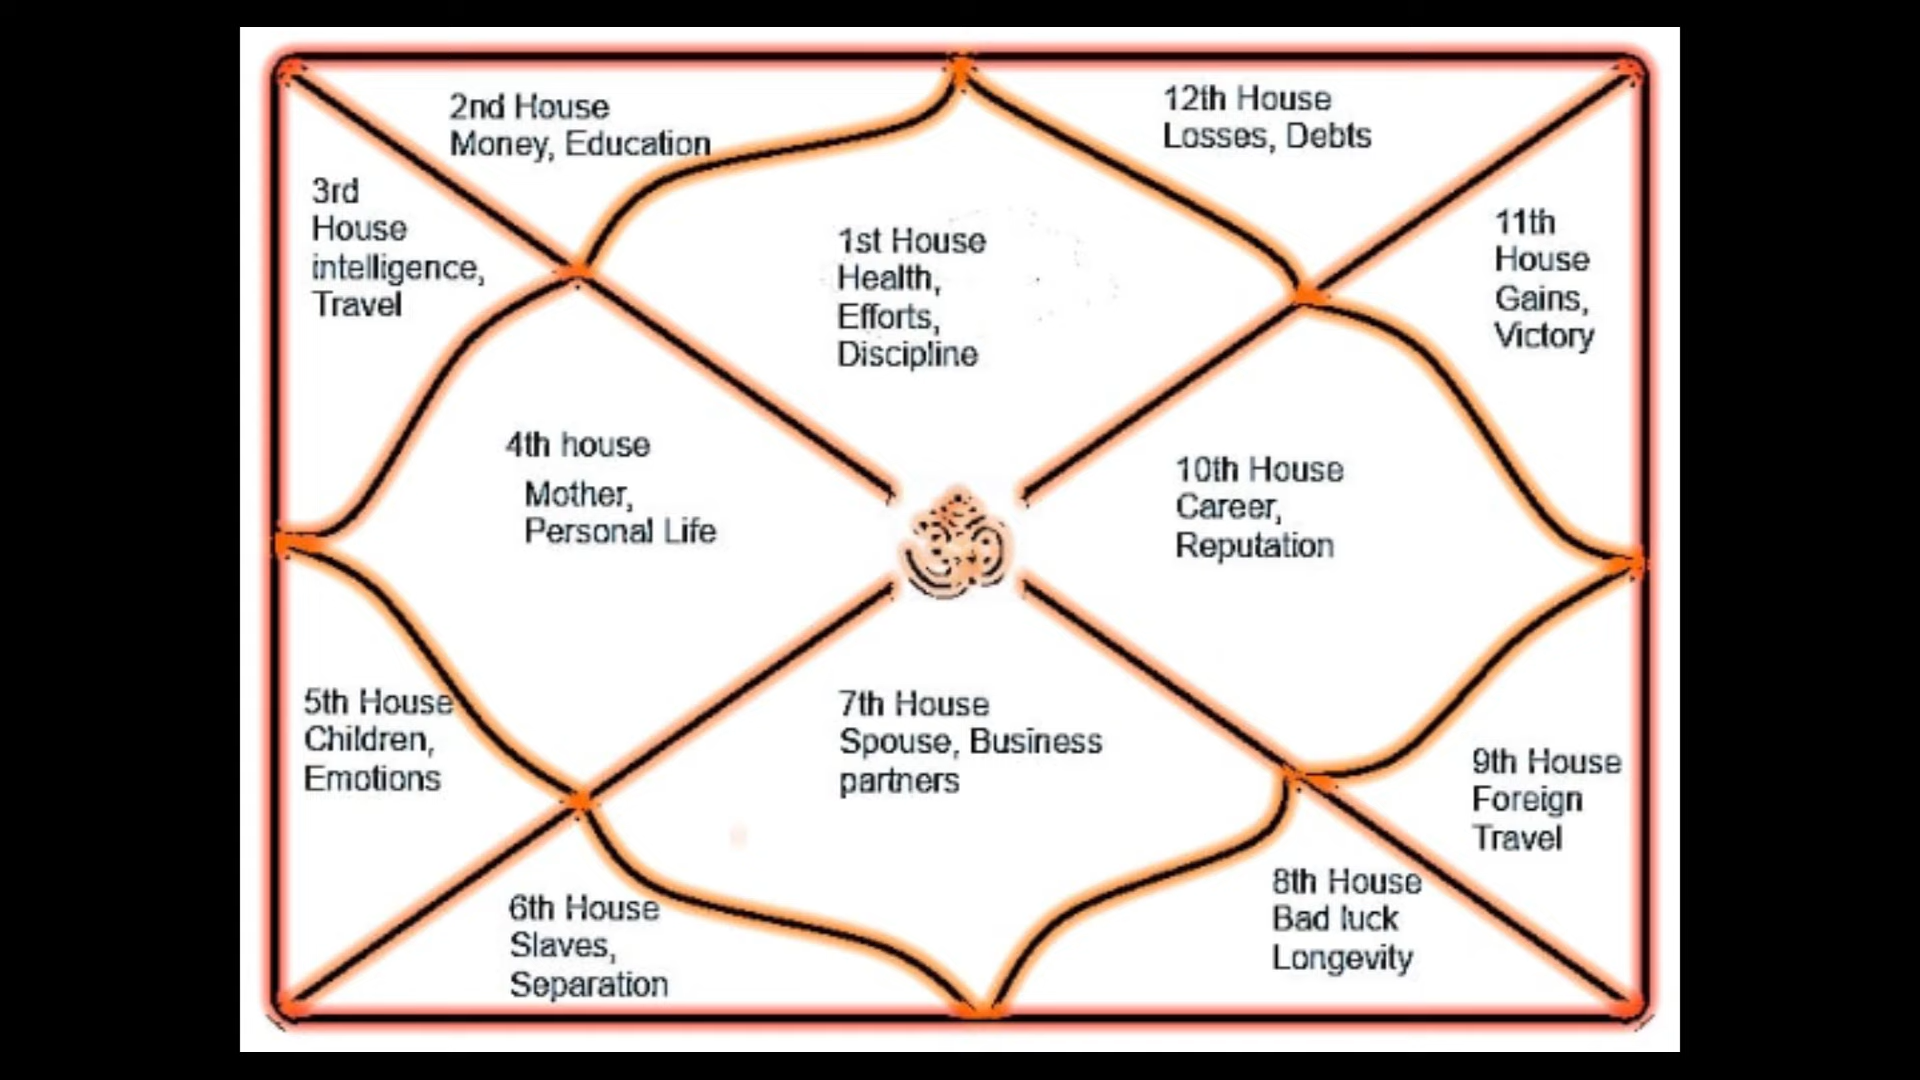 2nd House
Money, Education
12th House
Losses, Debts
3rd
House
intelligence,
Travel
1st House
Health,
Efforts,
Discipline
11th
House
Gains,
Victory
4th house
Mother,
Personal Life
10th House
Career,
Reputation
5th House
Children,
Emotions
7th House
Spouse, Business
partners
9th House
Foreign
Travel
6th House
Slaves,
Separation
8th House
Bad luck
Longevity